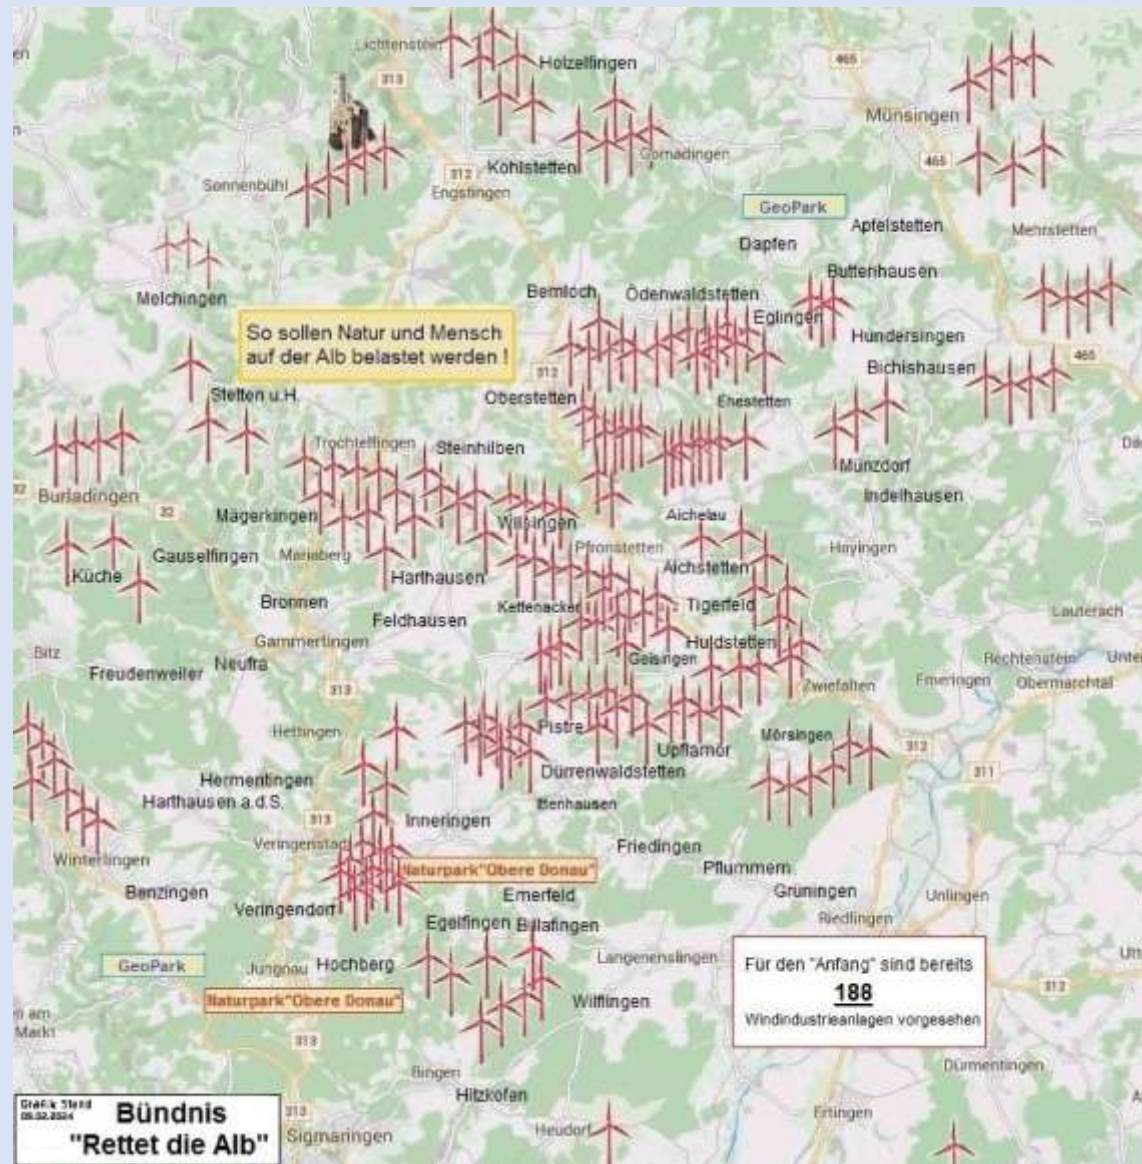 Lichtenstein
Holzelfingen
313
465
Münsingen
312
Kohlstetten
Gomadingen
465
Sonnenbühl
Engstingen
GeoPark
Apfelstetten
Mehrstetten
Dapfen
Buttenhausen
Melchingen
Bernloch
Ödenwaldstetten
Eglingen
So sollen Natur und Mensch
auf der Alb belastet werden !
Hundersingen
465
312
Bichishausen
Stetten u.H.
Oberstetten
Ehestetten
Trochtelfingen
Steinhilben
Münzdorf
Burladingen
Indelhausen
32
Mägerkingen
Wilsingen
Aichelau
Gauselfingen
Mariaberg
Pfronstetten
Hayingen
Küche
Harthausen
Aichstetten
Bronnen
Kettenacker
Tigerfeld
Feldhausen
Lauterach
Gammertingen
Huldstetten
Bitz
Neufra
Geisingen
Rechtenstein
Freudenweiler
Emeringen
Obermarchtal
313
Zwiefalten
Hettingen
Pistre
Upflamör
Mörsingen
312
311
Hermentingen
Dürrenwaldstetten
Harthausen a.d.S.
Ittenhausen
313
Inneringen
Veringenstadt
Friedingen
Winterlingen
Naturpark"Obere Donau"
Pflummern
Benzingen
Emerfeld
Grüningen
Unlingen
Veringendorf
Egelfingen
Billafingen
Riedlingen
GeoPark
Jungnau
Hochberg
Langenenslingen
Für den "Anfang" sind bereits
188
Windindustrieanlagen vorgesehen
312
Naturpark"Obere Donau"
Wilflingen
313
Bingen
Dürmentingen
Hitzkofen
Grafik Stand
09.02.2024
Bündnis
"Rettet die Alb"
313
Sigmaringen
Heudorf
Ertingen